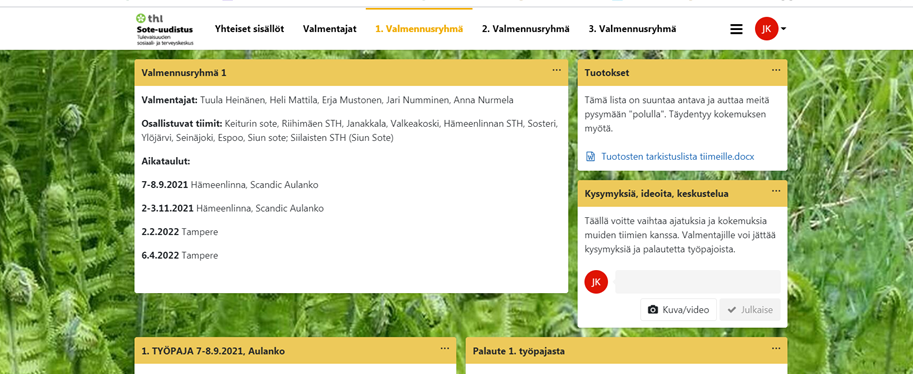 thl
Sote-uudistus
Tulevaisuuden
sosiaali- ja terveyskeskus
Yhteiset sisällöt
Valmentajat
1. Valmennusryhmä
2. Valmennusryhmä
3. Valmennusryhmä
JK
Valmennusryhmä 1
Valmentajat: Tuula Heinänen, Heli Mattila, Erja Mustonen, Jari Numminen, Anna Nurmela
Osallistuvat tiimit: Keiturin sote, Riihimäen STH, Janakkala, Valkeakoski, Hämeenlinnan STH, Sosteri,
Ylöjärvi, Seinäjoki, Espoo, Siun sote; Siilaisten STH (Siun Sote)
Aikataulut:
7-8.9.2021 Hämeenlinna, Scandic Aulanko
2-3.11.2021 Hämeenlinna, Scandic Aulanko
2.2.2022 Tampere
6.4.2022 Tampere
Tuotokset
Tämä lista on suuntaa antava ja auttaa meitä
pysymään "polulla". Täydentyy kokemuksen
myötä.
Tuotosten tarkistuslista tiimeille.docx
Kysymyksiä, ideoita, keskustelua
Täällä voitte vaihtaa ajatuksia ja kokemuksia
muiden tiimien kanssa. Valmentajille voi jättää
kysymyksiä ja palautetta työpajoista.
JK
Kuva/video
Julkaise
1. TYÖPAJA 7-8.9.2021, Aulanko
Palaute 1. työpajasta